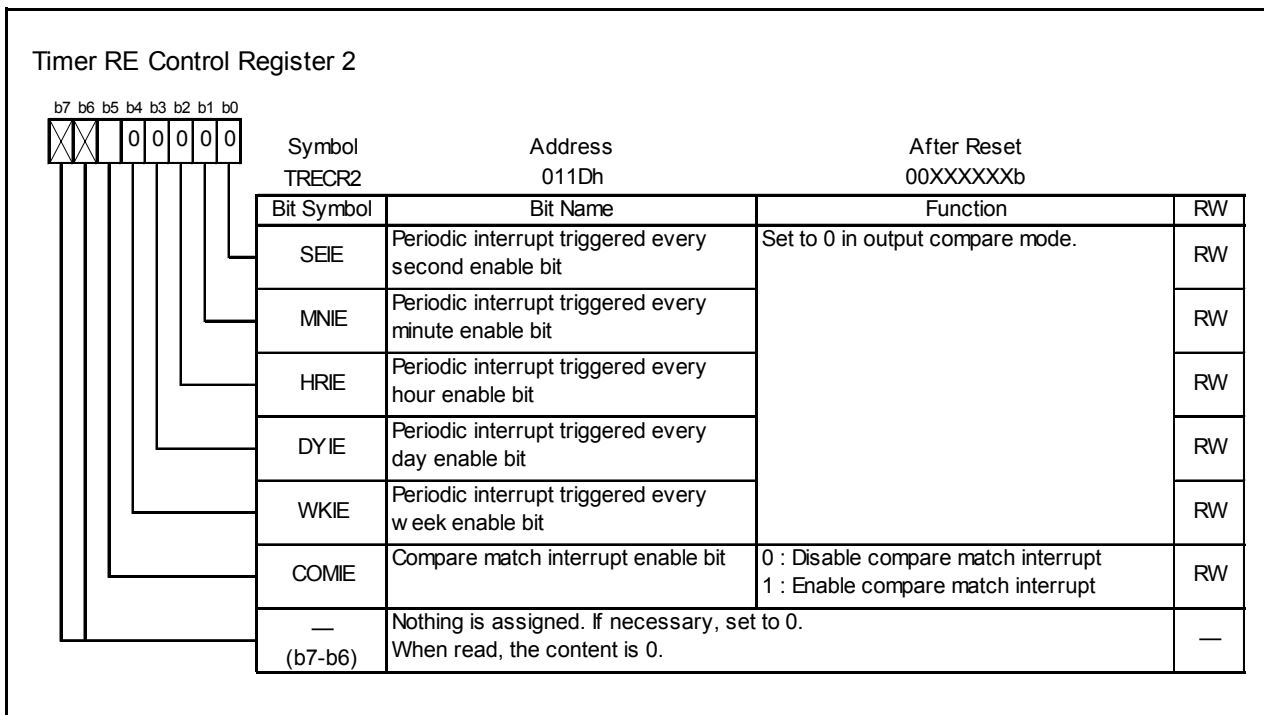 Timer RE Control Register 2
b7 b6 b5 b4 b3 b2 b1 b0
0 0 0 0 0
Symbol Address After Reset
TRECR2 011Dh 00XXXXXXb
Bit Symbol Bit Name Function RW
SEIE Periodic interrupt triggered every second enable bit Set to 0 in output compare mode. RW
MNIE Periodic interrupt triggered every minute enable bit RW
HRIE Periodic interrupt triggered every hour enable bit RW
DYIE Periodic interrupt triggered every day enable bit RW
WKIE Periodic interrupt triggered every week enable bit RW
COMIE Compare match interrupt enable bit 0 : Disable compare match interrupt
1 : Enable compare match interrupt RW
— (b7-b6) Nothing is assigned. If necessary, set to 0.
When read, the content is 0. —